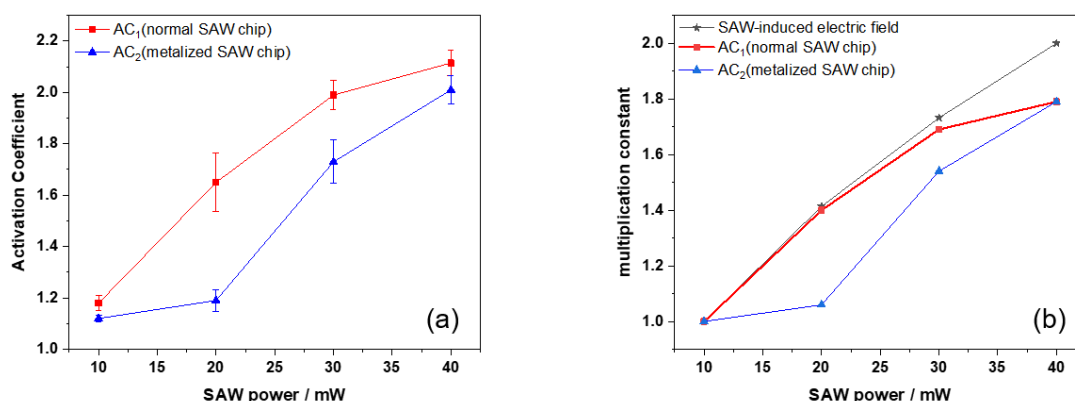 AC₁(normal SAW chip)
AC₂(metalized SAW chip)
2.2
2.0
1.8
1.6
1.4
1.2
1.0
Activation Coefficient
10 15 20 25 30 35 40
SAW power / mW
(a)
SAW-induced electric field
AC₁(normal SAW chip)
AC₂(metalized SAW chip)
2.0
1.8
1.6
1.4
1.2
1.0
multiplication constant
10 15 20 25 30 35 40
SAW power / mW
(b)